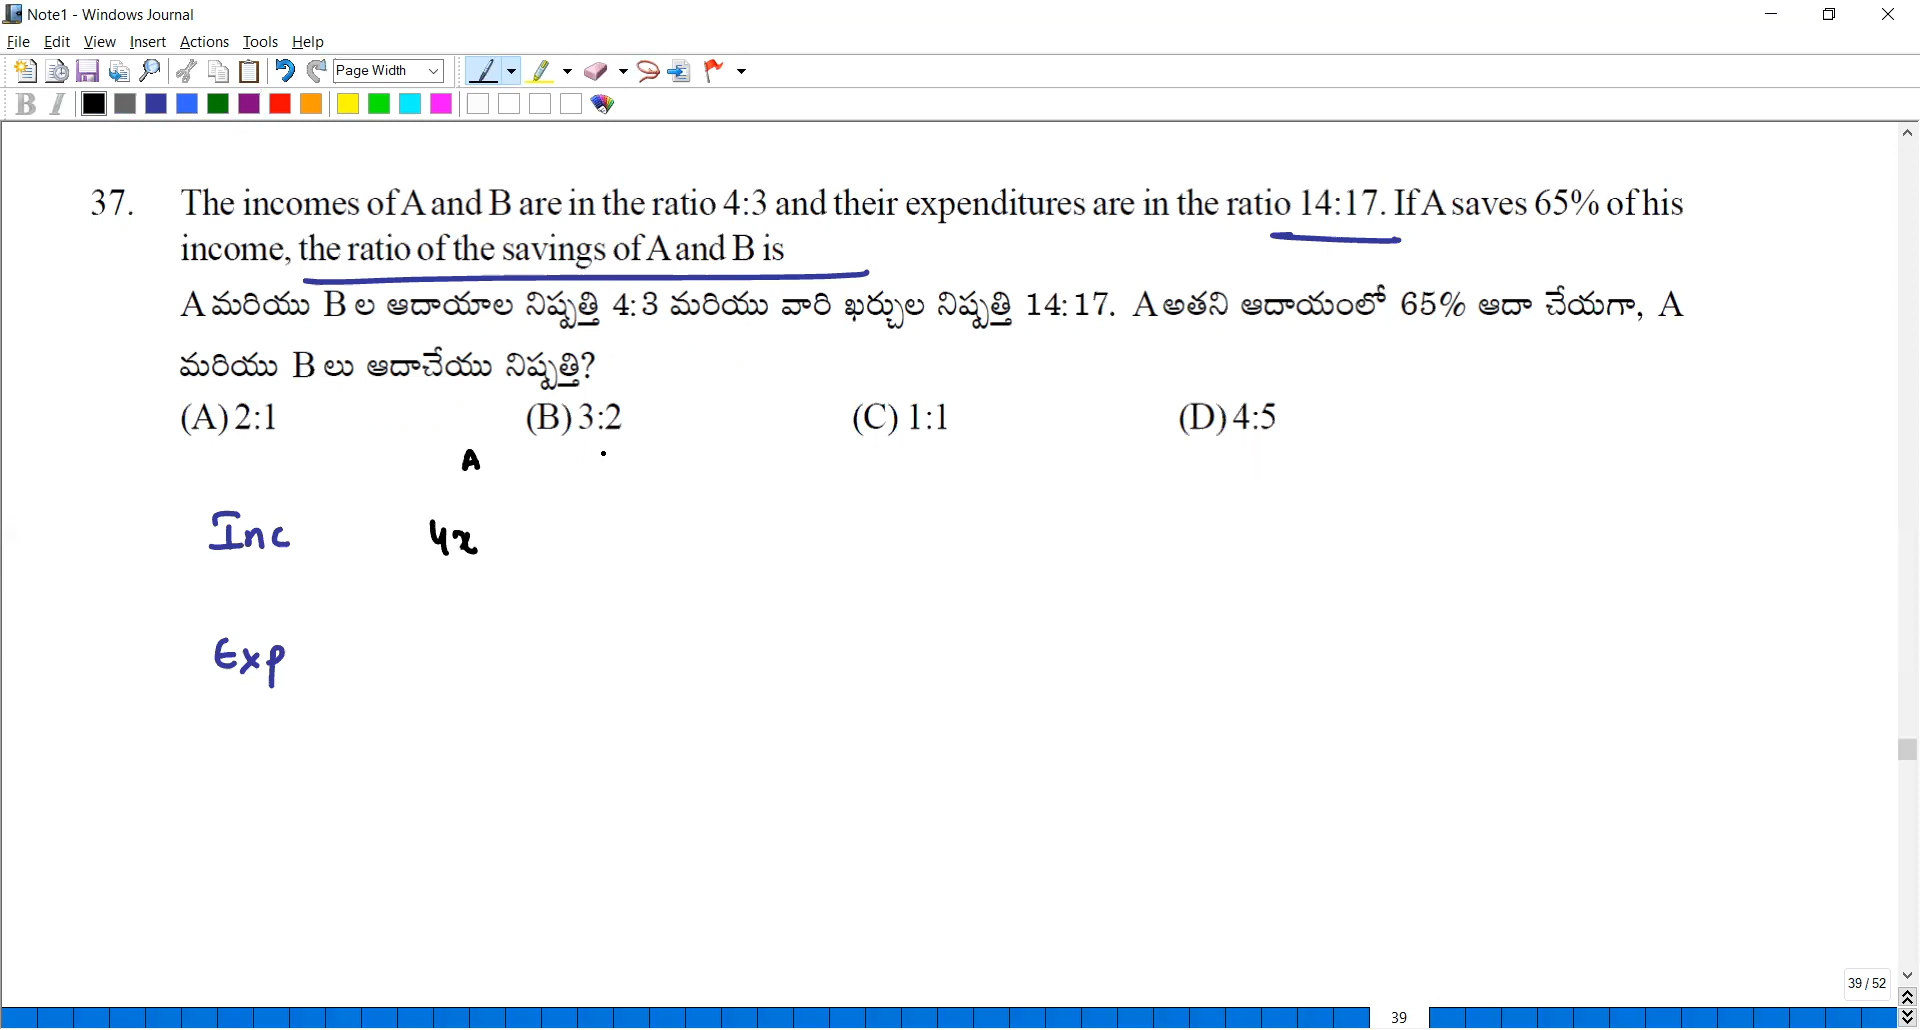 Note1 - Windows Journal
File Edit View Insert Actions Tools Help
Page Width
B I
37. The incomes of A and B are in the ratio 4:3 and their expenditures are in the ratio 14:17. If A saves 65% of his
income, the ratio of the savings of A and B is
A మరియు B ల ఆదాయాల నిష్పత్తి 4:3 మరియు వారి ఖర్చుల నిష్పత్తి 14:17. A అతని ఆదాయంలో 65% ఆదా చేయగా, A
మరియు B లు ఆదాచేయు నిష్పత్తి?
(A) 2:1 (B) 3:2 (C) 1:1 (D) 4:5
A
Inc 4x
Exp
39 / 52
39